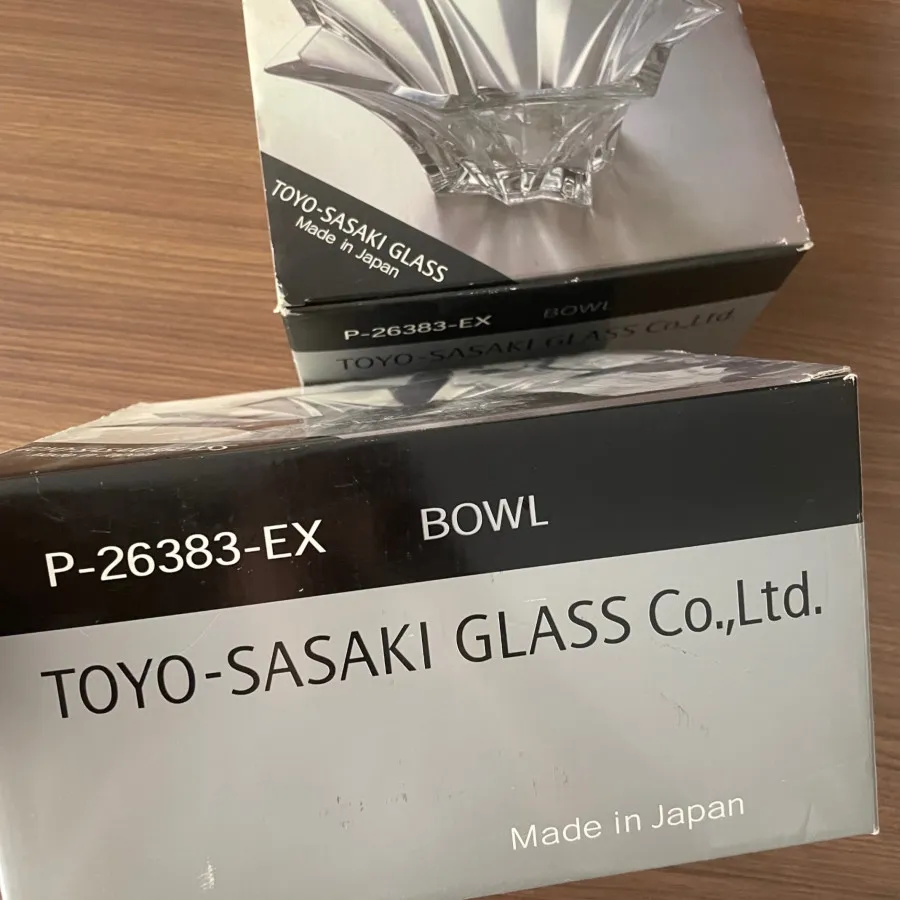 TOYO-SASAKI GLASS
Made in Japan
P-26383-EX BOWL
TOYO-SASAKI GLASS Co.,Ltd.
P-26383-EX BOWL
TOYO-SASAKI GLASS Co.,Ltd.
Made in Japan